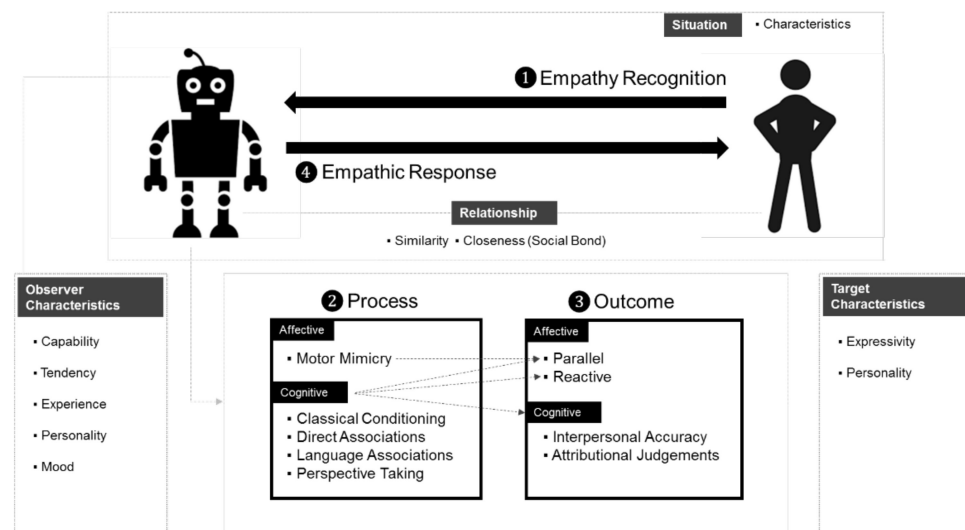 Situation
▪ Characteristics
❶ Empathy Recognition
❹ Empathic Response
Relationship
▪ Similarity ▪ Closeness (Social Bond)
Observer
Characteristics
▪ Capability
▪ Tendency
▪ Experience
▪ Personality
▪ Mood
❷ Process
Affective
▪ Motor Mimicry
Cognitive
▪ Classical Conditioning
▪ Direct Associations
▪ Language Associations
▪ Perspective Taking
❸ Outcome
Affective
▪ Parallel
▪ Reactive
Cognitive
▪ Interpersonal Accuracy
▪ Attributional Judgements
Target
Characteristics
▪ Expressivity
▪ Personality